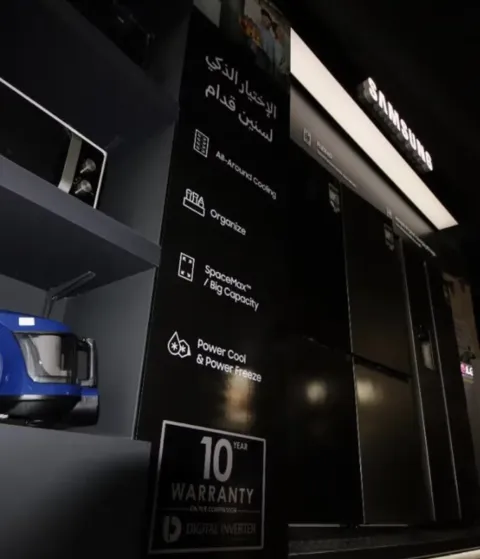 SAMSUNG
الإختيار الذكي
لسنين قدام
All-Around Cooling
Organize
SpaceMax™
/ Big Capacity
Power Cool
& Power Freeze
10 YEAR
WARRANTY
DIGITAL INVERTER